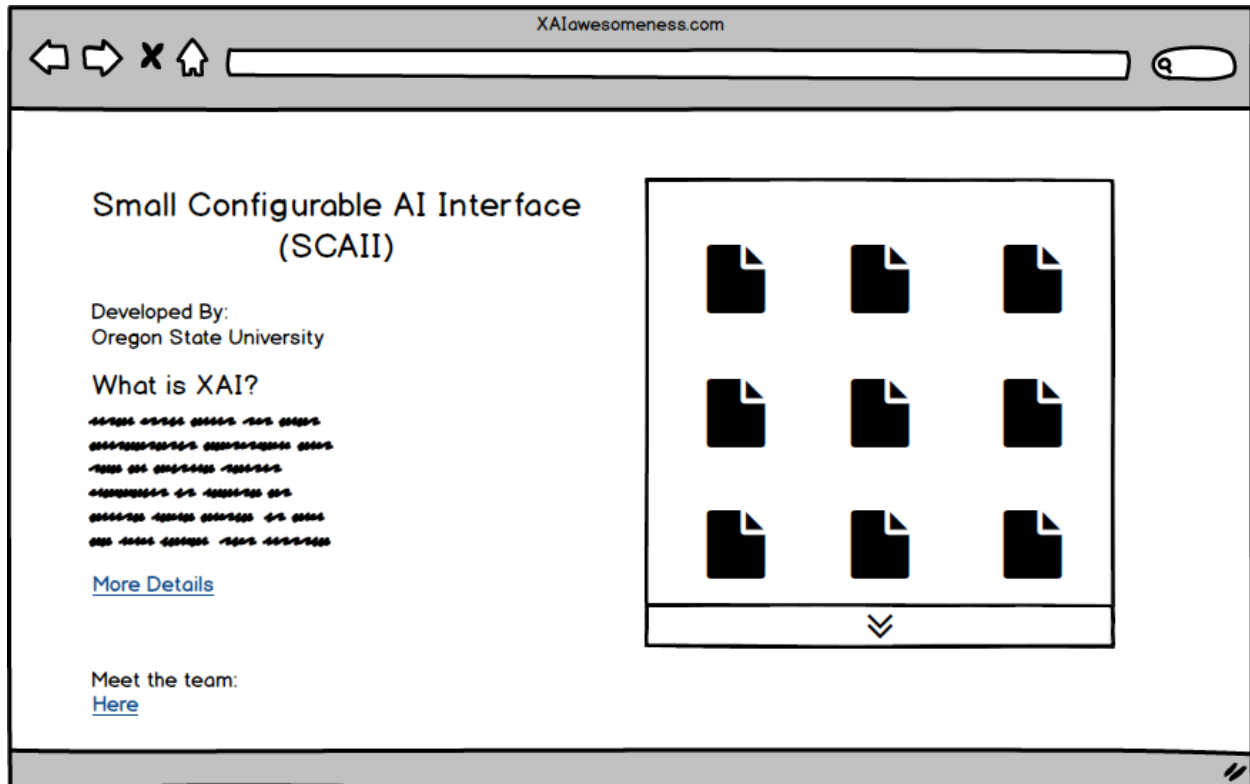 XAIawesomeness.com
Small Configurable AI Interface
(SCAII)
Developed By:
Oregon State University
What is XAI?
More Details
Meet the team:
Here